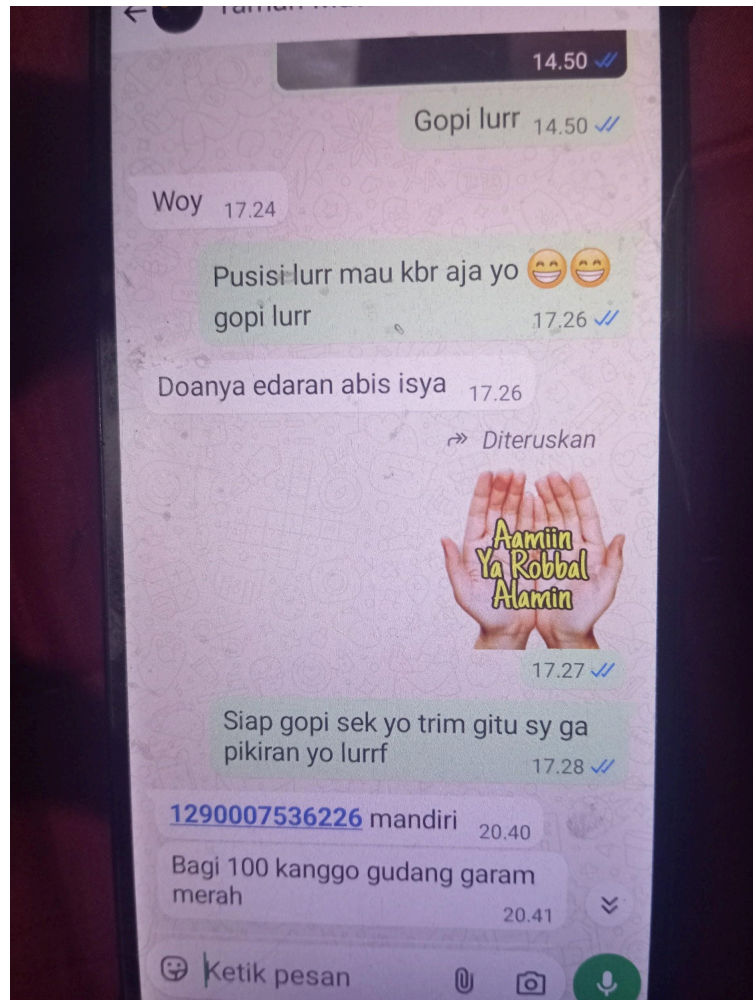 14.50
Gopi lurr 14.50
Woy 17.24
Pusisi lurr mau kbr aja yo 😁😁
gopi lurr 17.26
Doanya edaran abis isya 17.26
Diteruskan
Aamiin
Ya Robbal
Alamin
17.27
Siap gopi sek yo trim gitu sy ga
pikiran yo lurrf 17.28
1290007536226 mandiri 20.40
Bagi 100 kanggo gudang garam
merah 20.41
Ketik pesan